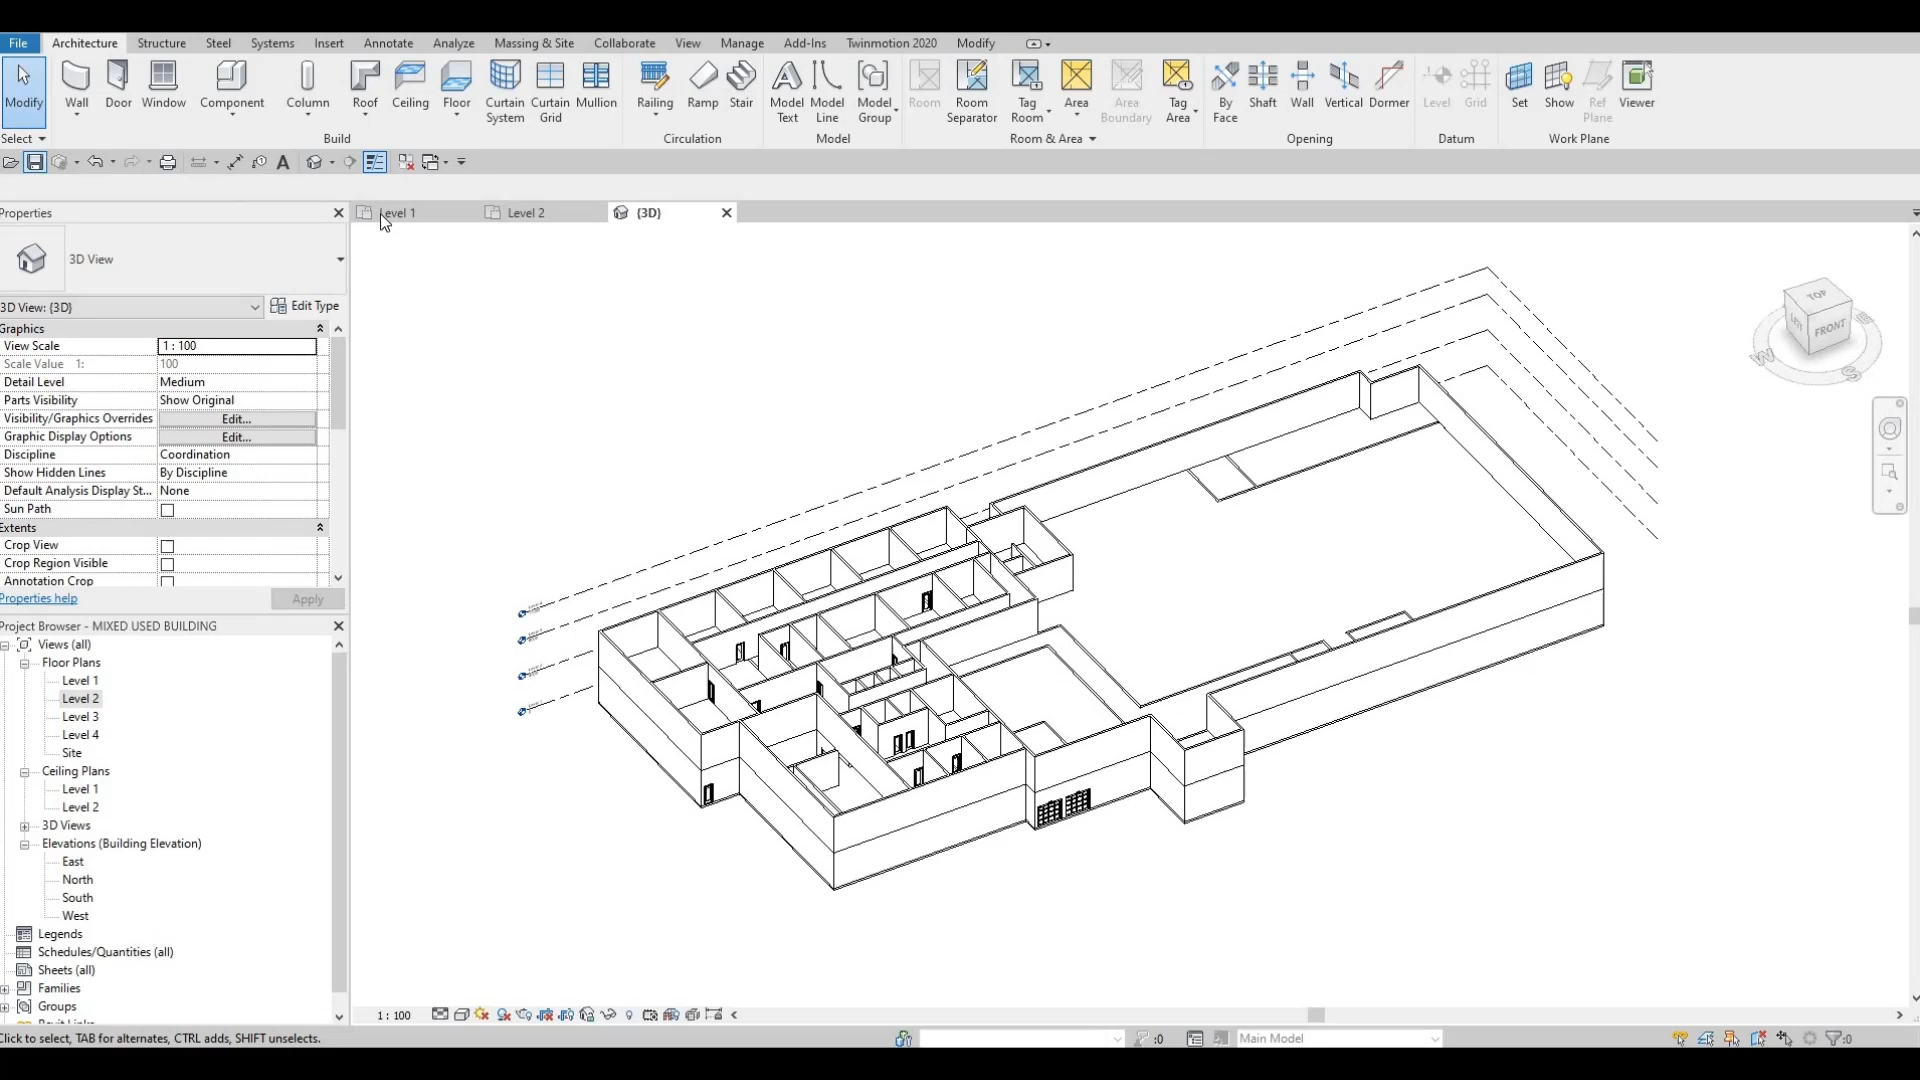 File Architecture Structure Steel Systems Insert Annotate Analyze Massing & Site Collaborate View Manage Add-Ins Twinmotion 2020 Modify
Modify Wall Door Window Component Column Roof Ceiling Floor Curtain System Curtain Grid Mullion Railing Ramp Stair Model Text Model Line Model Group Room Room Separator Tag Room Area Area Boundary Tag Area By Face Shaft Wall Vertical Dormer Level Grid Set Show Ref Plane Viewer
Select Build Circulation Model Room & Area Opening Datum Work Plane
Properties
Level 1 Level 2 {3D}
3D View
3D View: {3D} Edit Type
Graphics
View Scale 1 : 100
Scale Value 1: 100
Detail Level Medium
Parts Visibility Show Original
Visibility/Graphics Overrides Edit...
Graphic Display Options Edit...
Discipline Coordination
Show Hidden Lines By Discipline
Default Analysis Display St... None
Sun Path
Extents
Crop View
Crop Region Visible
Annotation Crop
Properties help Apply
Project Browser - MIXED USED BUILDING
Views (all)
Floor Plans
Level 1
Level 2
Level 3
Level 4
Site
Ceiling Plans
Level 1
Level 2
3D Views
Elevations (Building Elevation)
East
North
South
West
Legends
Schedules/Quantities (all)
Sheets (all)
Families
Groups
Revit Links
TOP
LEFT FRONT
W S E
1 : 100
Click to select, TAB for alternates, CTRL adds, SHIFT unselects. :0 Main Model :0